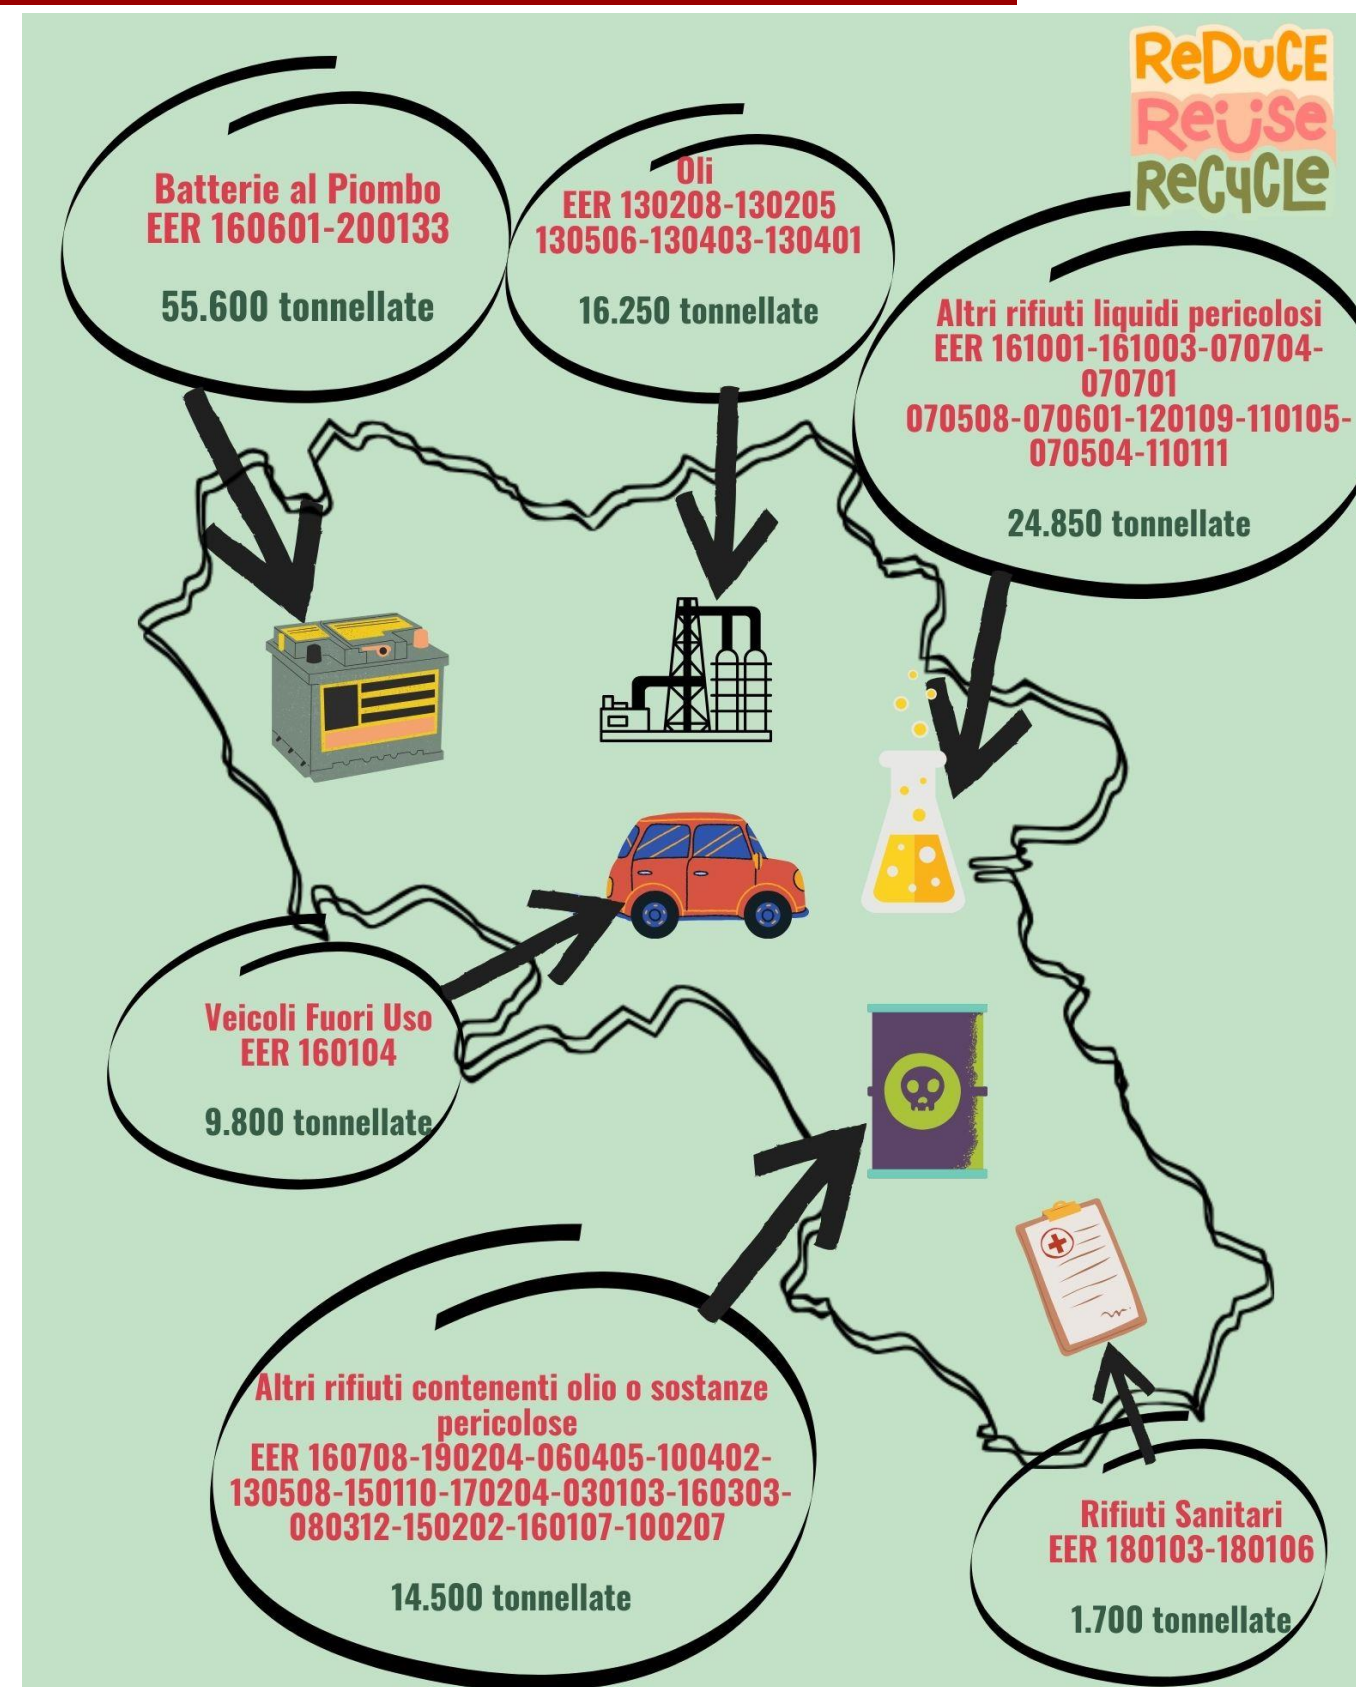 ReDuCE
ReUSe
ReCyCLe
Batterie al Piombo
EER 160601-200133
55.600 tonnellate
Oli
EER 130208-130205
130506-130403-130401
16.250 tonnellate
Altri rifiuti liquidi pericolosi
EER 161001-161003-070704-
070701
070508-070601-120109-110105-
070504-110111
24.850 tonnellate
Veicoli Fuori Uso
EER 160104
9.800 tonnellate
Altri rifiuti contenenti olio o sostanze
pericolose
EER 160708-190204-060405-100402-
130508-150110-170204-030103-160303-
080312-150202-160107-100207
14.500 tonnellate
Rifiuti Sanitari
EER 180103-180106
1.700 tonnellate